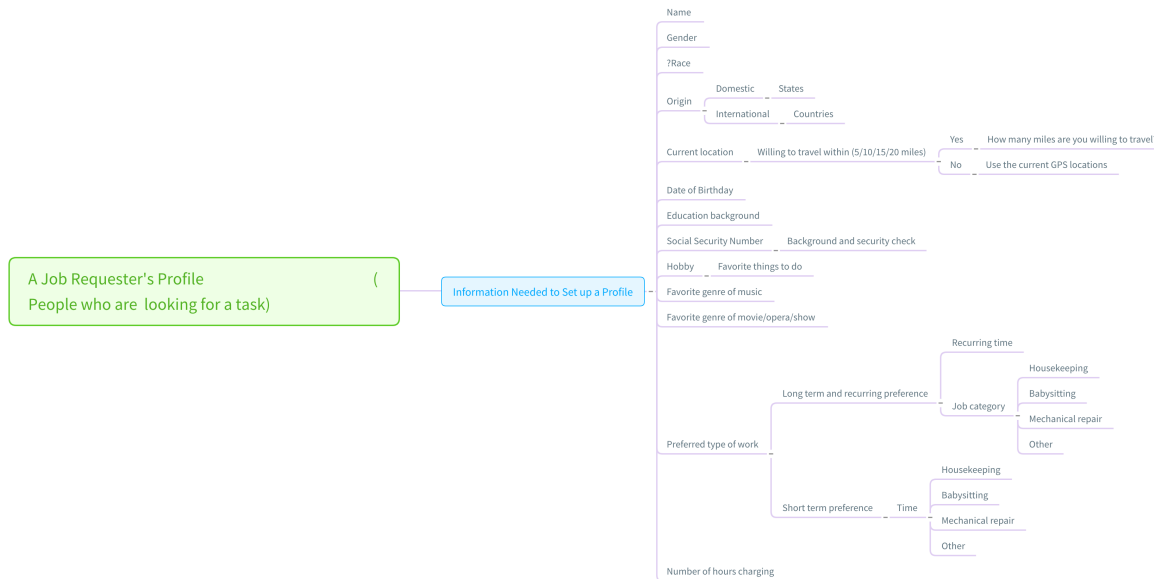 A Job Requester's Profile (
People who are looking for a task)
Information Needed to Set up a Profile
Name
Gender
?Race
Origin
Domestic
States
International
Countries
Current location
Willing to travel within (5/10/15/20 miles)
Yes
How many miles are you willing to travel
No
Use the current GPS locations
Date of Birthday
Education background
Social Security Number
Background and security check
Hobby
Favorite things to do
Favorite genre of music
Favorite genre of movie/opera/show
Preferred type of work
Long term and recurring preference
Recurring time
Job category
Housekeeping
Babysitting
Mechanical repair
Other
Short term preference
Time
Housekeeping
Babysitting
Mechanical repair
Other
Number of hours charging